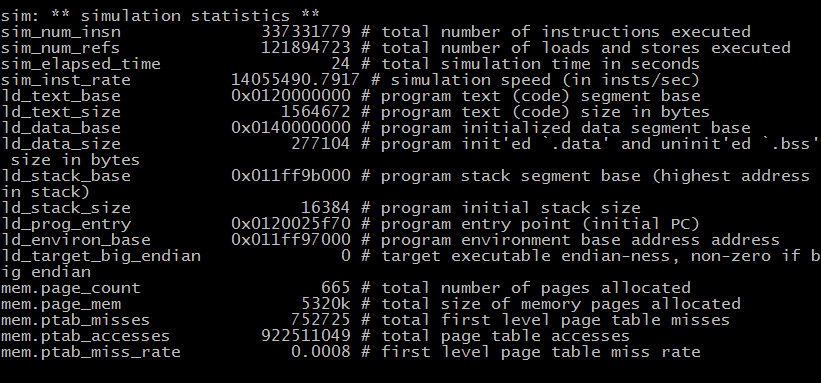 sim: ** simulation statistics **
sim_num_insn 337331779 # total number of instructions executed
sim_num_refs 121894723 # total number of loads and stores executed
sim_elapsed_time 24 # total simulation time in seconds
sim_inst_rate 14055490.7917 # simulation speed (in insts/sec)
ld_text_base 0x0120000000 # program text (code) segment base
ld_text_size 1564672 # program text (code) size in bytes
ld_data_base 0x0140000000 # program initialized data segment base
ld_data_size 277104 # program init'ed `.data' and uninit'ed `.bss'
 size in bytes
ld_stack_base 0x011ff9b000 # program stack segment base (highest address
in stack)
ld_stack_size 16384 # program initial stack size
ld_prog_entry 0x0120025f70 # program entry point (initial PC)
ld_environ_base 0x011ff97000 # program environment base address address
ld_target_big_endian 0 # target executable endian-ness, non-zero if b
ig endian
mem.page_count 665 # total number of pages allocated
mem.page_mem 5320k # total size of memory pages allocated
mem.ptab_misses 752725 # total first level page table misses
mem.ptab_accesses 922511049 # total page table accesses
mem.ptab_miss_rate 0.0008 # first level page table miss rate